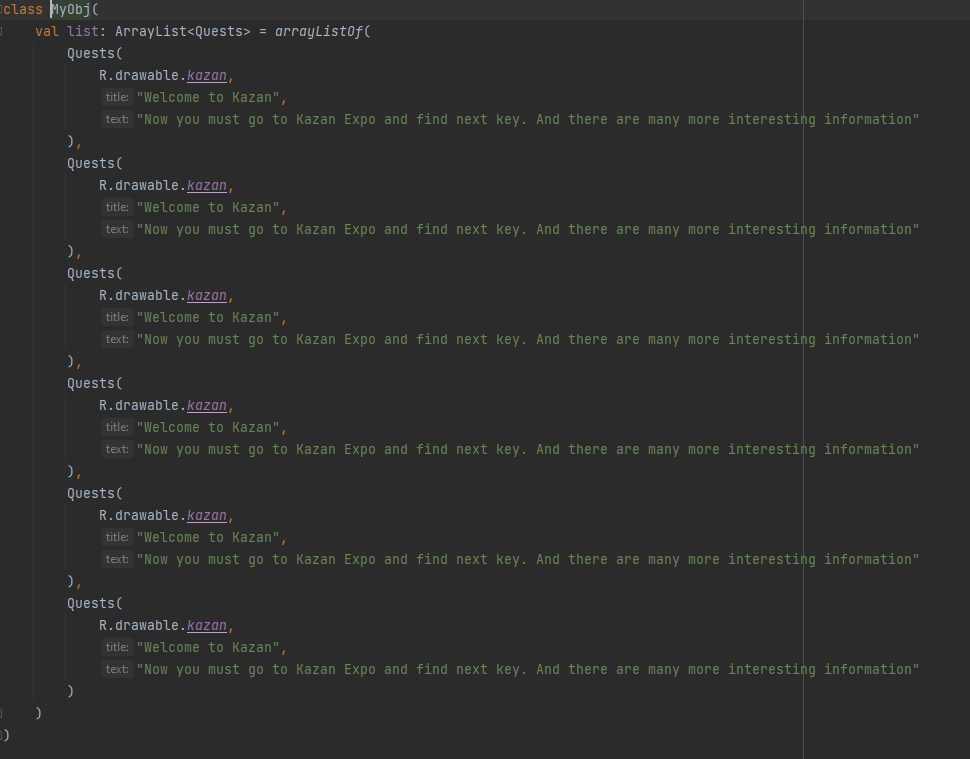 class MyObj(
    val list: ArrayList<Quests> = arrayListOf(
        Quests(
            R.drawable.kazan,
            title: "Welcome to Kazan",
            text: "Now you must go to Kazan Expo and find next key. And there are many more interesting information"
        ),
        Quests(
            R.drawable.kazan,
            title: "Welcome to Kazan",
            text: "Now you must go to Kazan Expo and find next key. And there are many more interesting information"
        ),
        Quests(
            R.drawable.kazan,
            title: "Welcome to Kazan",
            text: "Now you must go to Kazan Expo and find next key. And there are many more interesting information"
        ),
        Quests(
            R.drawable.kazan,
            title: "Welcome to Kazan",
            text: "Now you must go to Kazan Expo and find next key. And there are many more interesting information"
        ),
        Quests(
            R.drawable.kazan,
            title: "Welcome to Kazan",
            text: "Now you must go to Kazan Expo and find next key. And there are many more interesting information"
        ),
        Quests(
            R.drawable.kazan,
            title: "Welcome to Kazan",
            text: "Now you must go to Kazan Expo and find next key. And there are many more interesting information"
        )
    )
)